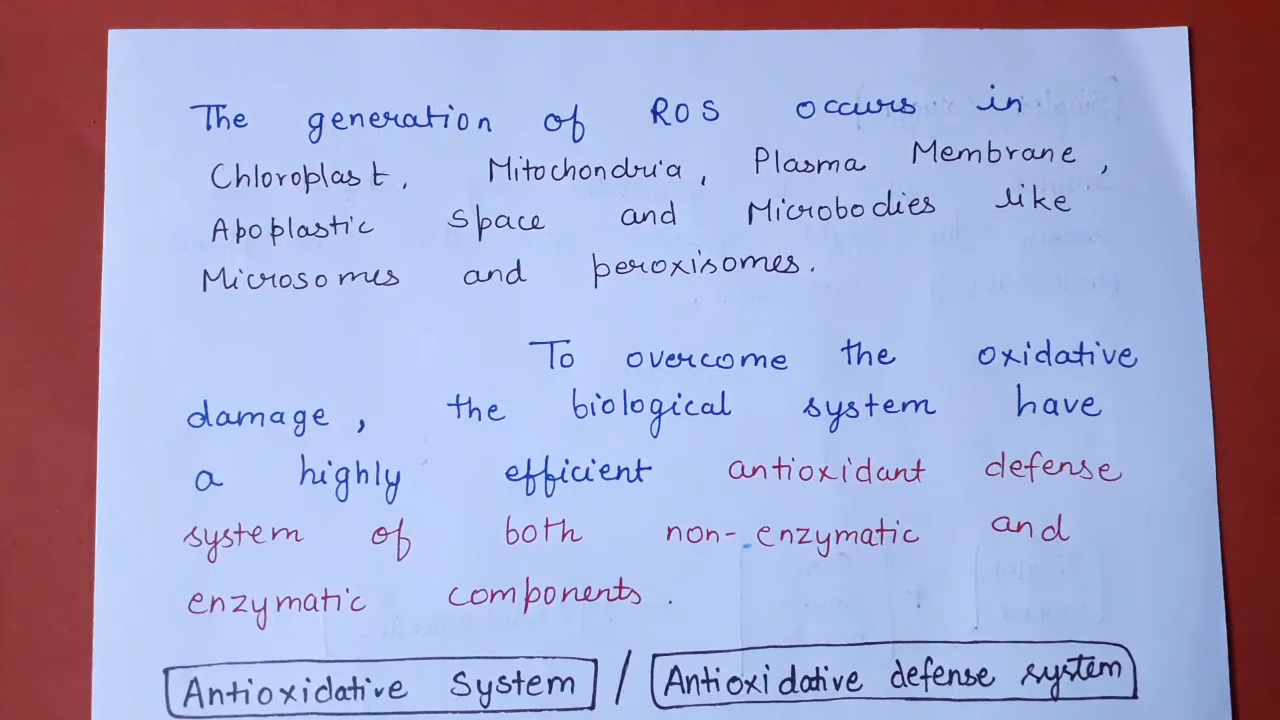 The generation of ROS occurs in
Chloroplast, Mitochondria, Plasma Membrane,
Apoplastic space and Microbodies like
Microsomes and peroxisomes.
To overcome the oxidative
damage, the biological system have
a highly efficient antioxidant defense
system of both non-enzymatic and
enzymatic components.
Antioxidative System / Antioxidative defense system